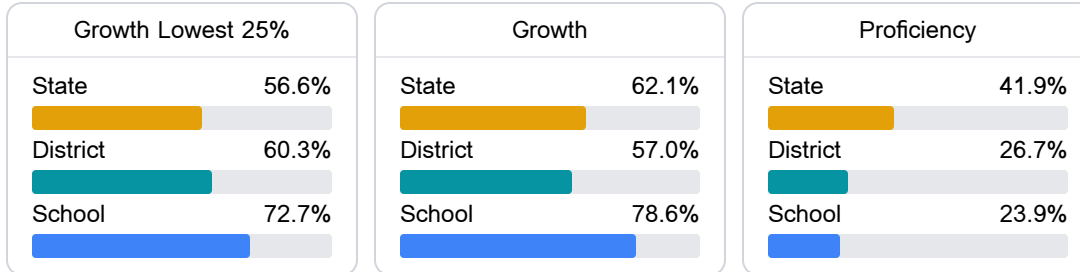 Growth Lowest 25%
State 56.6%
District 60.3%
School 72.7%
Growth
State 62.1%
District 57.0%
School 78.6%
Proficiency
State 41.9%
District 26.7%
School 23.9%